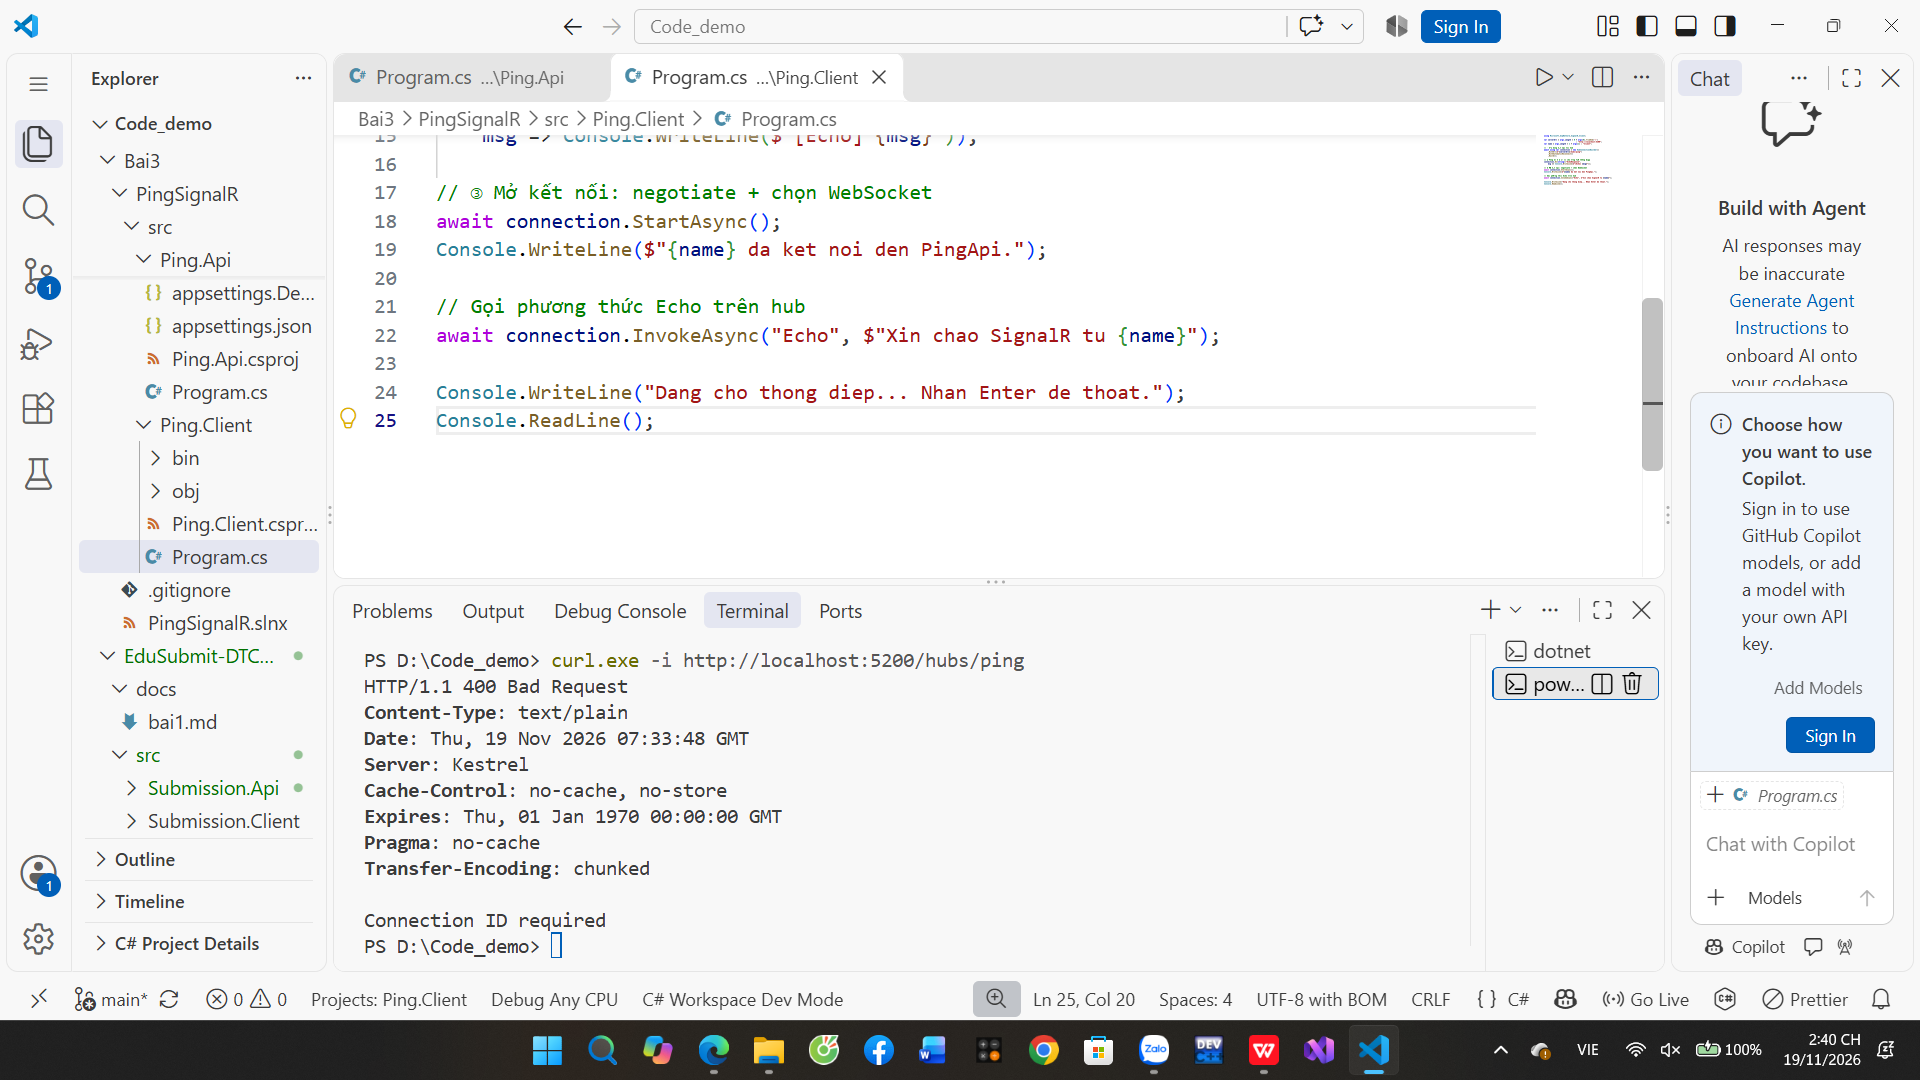 Code_demo
Sign In
Explorer
Code_demo
Bai3
PingSignalR
src
Ping.Api
appsettings.De...
appsettings.json
Ping.Api.csproj
Program.cs
Ping.Client
bin
obj
Ping.Client.cspr...
Program.cs
.gitignore
PingSignalR.slnx
EduSubmit-DTC...
docs
bai1.md
src
Submission.Api
Submission.Client
Outline
Timeline
C# Project Details
1
1
Program.cs ...\Ping.Api
Program.cs ...\Ping.Client
Bai3 > PingSignalR > src > Ping.Client > Program.cs
15 msg => Console.WriteLine($"[Echo] {msg}"));
16
17 // ③ Mở kết nối: negotiate + chọn WebSocket
18 await connection.StartAsync();
19 Console.WriteLine($"{name} da ket noi den PingApi.");
20
21 // Gọi phương thức Echo trên hub
22 await connection.InvokeAsync("Echo", $"Xin chao SignalR tu {name}");
23
24 Console.WriteLine("Dang cho thong diep... Nhan Enter de thoat.");
25 Console.ReadLine();
Problems Output Debug Console Terminal Ports
PS D:\Code_demo> curl.exe -i http://localhost:5200/hubs/ping
HTTP/1.1 400 Bad Request
Content-Type: text/plain
Date: Thu, 19 Nov 2026 07:33:48 GMT
Server: Kestrel
Cache-Control: no-cache, no-store
Expires: Thu, 01 Jan 1970 00:00:00 GMT
Pragma: no-cache
Transfer-Encoding: chunked
Connection ID required
PS D:\Code_demo>
dotnet
pow...
Chat
Build with Agent
AI responses may
be inaccurate
Generate Agent
Instructions to
onboard AI onto
your codebase
Choose how
you want to use
Copilot.
Sign in to use
GitHub Copilot
models, or add
a model with
your own API
key.
Add Models
Sign In
Program.cs
Chat with Copilot
Models
Copilot
main* 0 0 Projects: Ping.Client Debug Any CPU C# Workspace Dev Mode Ln 25, Col 20 Spaces: 4 UTF-8 with BOM CRLF { } C# Go Live Prettier
Zalo
DEV
VIE
100%
2:40 CH
19/11/2026